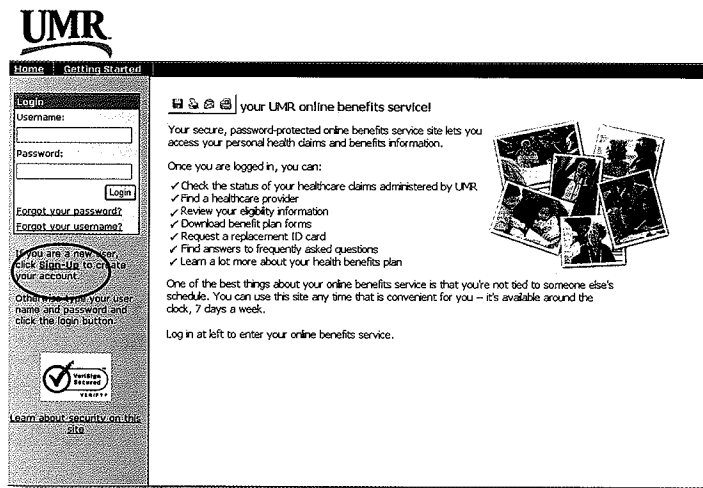 UMR
Home Getting Started
Login
Username:
Password:
Login
Forgot your password?
Forgot your username?
If you are a new user,
click Sign-Up to create
your account.
Otherwise type your user
name and password and
click the login button.
VeriSign
Secured
VERIFY
Learn about security on this
site
your UMR online benefits service!
Your secure, password-protected online benefits service site lets you
access your personal health claims and benefits information.
Once you are logged in, you can:
✓ Check the status of your healthcare claims administered by UMR
✓ Find a healthcare provider
✓ Review your eligibility information
✓ Download benefit plan forms
✓ Request a replacement ID card
✓ Find answers to frequently asked questions
✓ Learn a lot more about your health benefits plan
One of the best things about your online benefits service is that you're not tied to someone else's
schedule. You can use this site any time that is convenient for you – it's available around the
clock, 7 days a week.
Log in at left to enter your online benefits service.